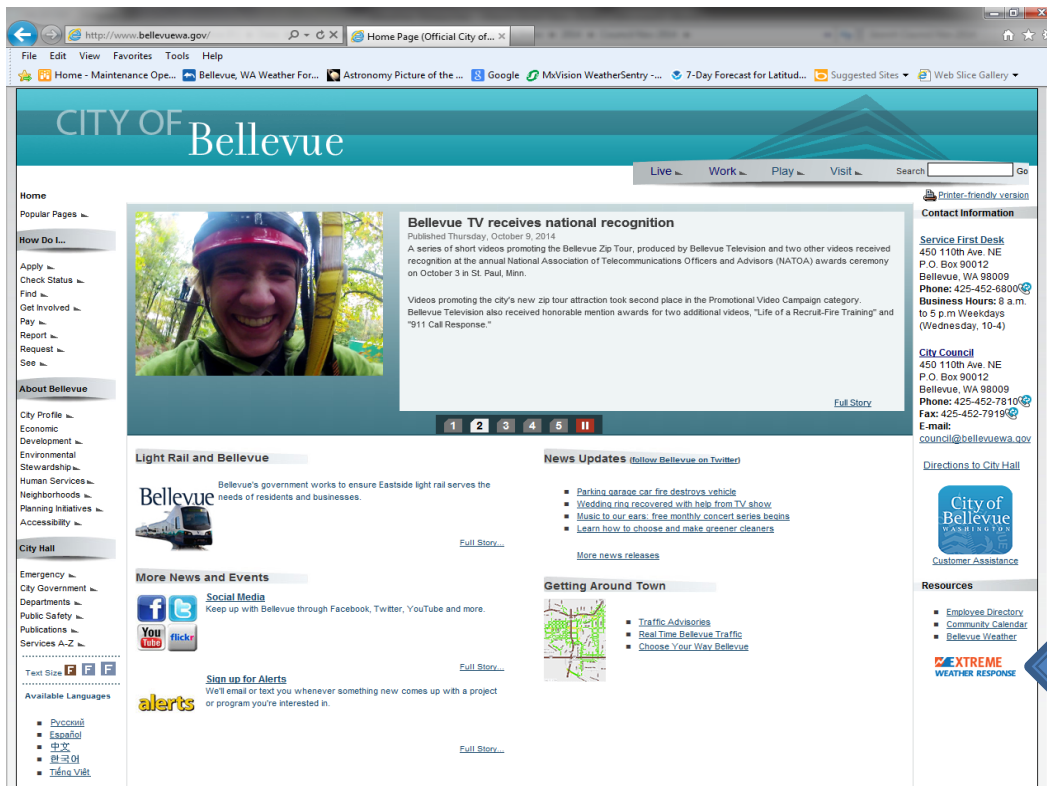 http://www.bellevuewa.gov/
Home Page (Official City of...
File Edit View Favorites Tools Help
Home - Maintenance Ope...
Bellevue, WA Weather For...
Astronomy Picture of the ...
Google
MxVision WeatherSentry -...
7-Day Forecast for Latitud...
Suggested Sites
Web Slice Gallery
CITY OF Bellevue
Live
Work
Play
Visit
Search
Go
Home
Popular Pages
How Do I...
Apply
Check Status
Find
Get Involved
Pay
Report
Request
See
About Bellevue
City Profile
Economic
Development
Environmental
Stewardship
Human Services
Neighborhoods
Planning Initiatives
Accessibility
City Hall
Emergency
City Government
Departments
Public Safety
Publications
Services A-Z
Text Size F F F
Available Languages
Русский
Español
中文
한국어
Tiếng Việt
Bellevue TV receives national recognition
Published Thursday, October 9, 2014
A series of short videos promoting the Bellevue Zip Tour, produced by Bellevue Television and two other videos received
recognition at the annual National Association of Telecommunications Officers and Advisors (NATOA) awards ceremony
on October 3 in St. Paul, Minn.
Videos promoting the city's new zip tour attraction took second place in the Promotional Video Campaign category.
Bellevue Television also received honorable mention awards for two additional videos, "Life of a Recruit-Fire Training" and
"911 Call Response."
Full Story
1 2 3 4 5
Light Rail and Bellevue
Bellevue
Bellevue's government works to ensure Eastside light rail serves the
needs of residents and businesses.
Full Story...
More News and Events
You Tube
flickr
Social Media
Keep up with Bellevue through Facebook, Twitter, YouTube and more.
Full Story...
alerts
Sign up for Alerts
We'll email or text you whenever something new comes up with a project
or program you're interested in.
Full Story...
News Updates (follow Bellevue on Twitter)
Parking garage car fire destroys vehicle
Wedding ring recovered with help from TV show
Music to our ears: free monthly concert series begins
Learn how to choose and make greener cleaners
More news releases
Getting Around Town
Traffic Advisories
Real Time Bellevue Traffic
Choose Your Way Bellevue
Printer-friendly version
Contact Information
Service First Desk
450 110th Ave. NE
P.O. Box 90012
Bellevue, WA 98009
Phone: 425-452-6800
Business Hours: 8 a.m.
to 5 p.m Weekdays
(Wednesday, 10-4)
City Council
450 110th Ave. NE
P.O. Box 90012
Bellevue, WA 98009
Phone: 425-452-7810
Fax: 425-452-7919
E-mail:
council@bellevuewa.gov
Directions to City Hall
City of
Bellevue
WASHINGTON
Customer Assistance
Resources
Employee Directory
Community Calendar
Bellevue Weather
EXTREME
WEATHER RESPONSE